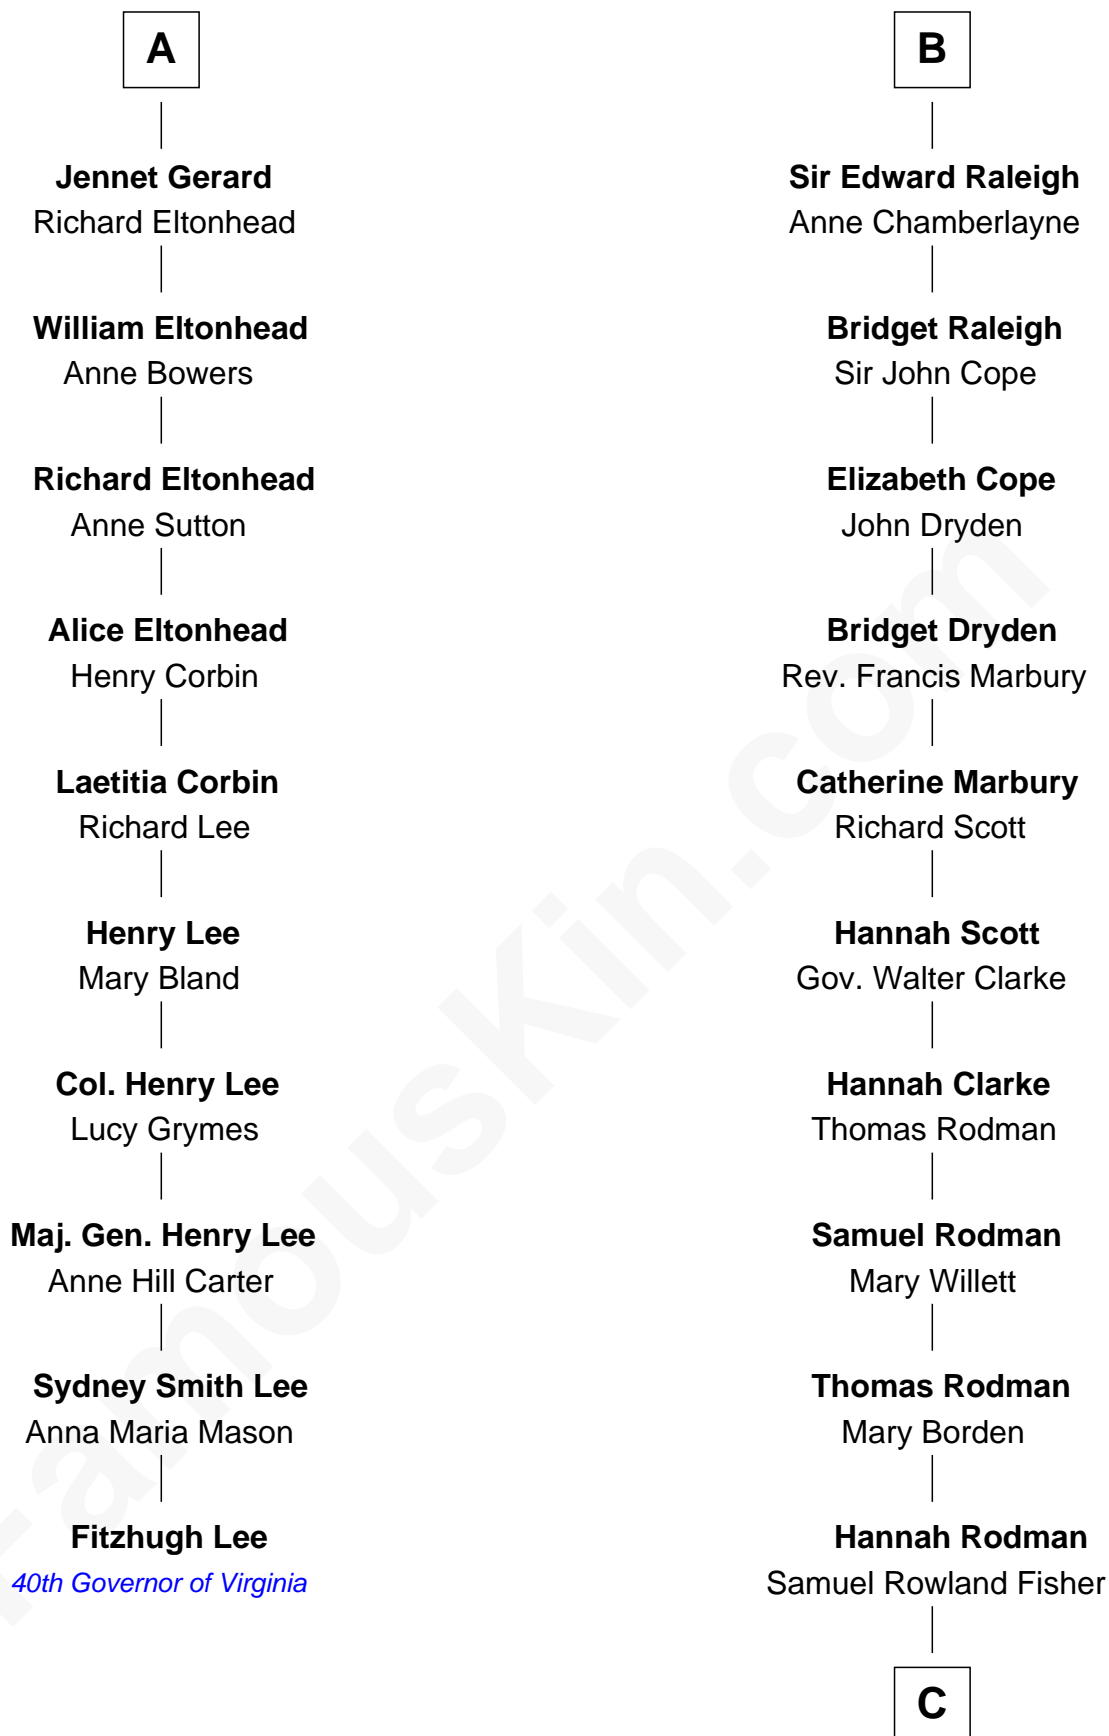 A
Jennet Gerard
Richard Eltonhead
William Eltonhead
Anne Bowers
Richard Eltonhead
Anne Sutton
Alice Eltonhead
Henry Corbin
Laetitia Corbin
Richard Lee
Henry Lee
Mary Bland
Col. Henry Lee
Lucy Grymes
Maj. Gen. Henry Lee
Anne Hill Carter
Sydney Smith Lee
Anna Maria Mason
Fitzhugh Lee
40th Governor of Virginia
B
Sir Edward Raleigh
Anne Chamberlayne
Bridget Raleigh
Sir John Cope
Elizabeth Cope
John Dryden
Bridget Dryden
Rev. Francis Marbury
Catherine Marbury
Richard Scott
Hannah Scott
Gov. Walter Clarke
Hannah Clarke
Thomas Rodman
Samuel Rodman
Mary Willett
Thomas Rodman
Mary Borden
Hannah Rodman
Samuel Rowland Fisher
C
FamousKin.com